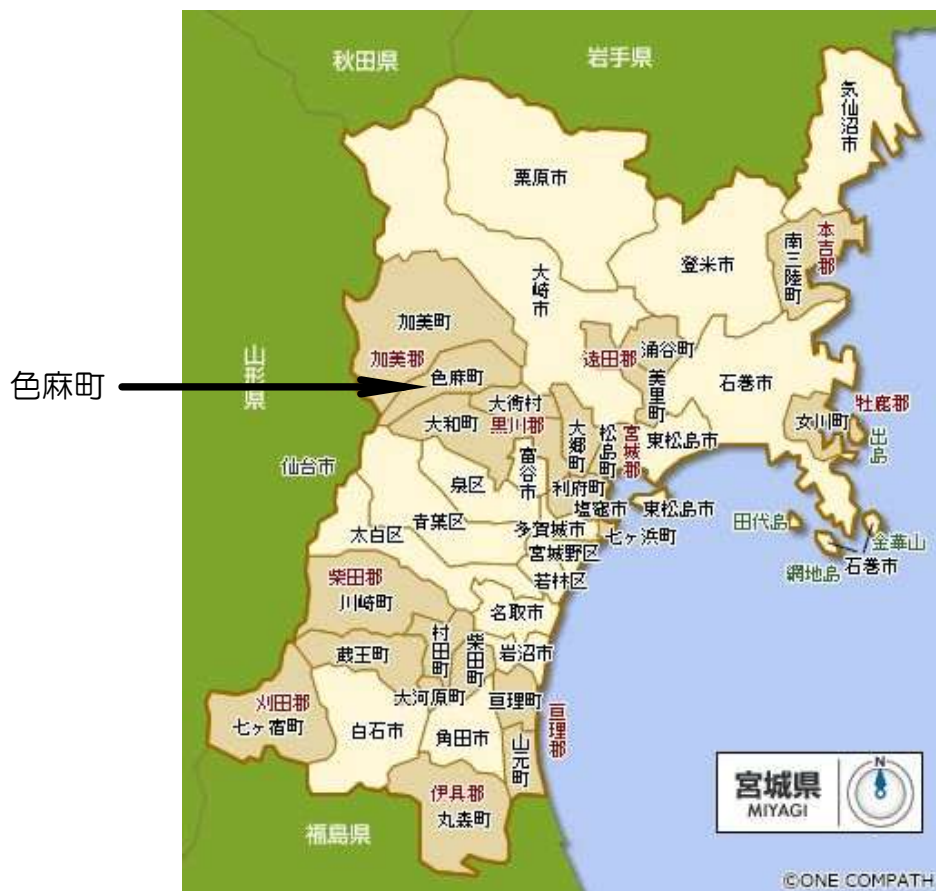 秋田県
岩手県
気仙沼市
栗原市
本吉郡
南三陸町
登米市
大崎市
加美町
山形県
加美郡
色麻町
色麻町
遠田郡
涌谷町
美里町
石巻市
牡鹿郡
女川町
出島
大衡村
大和町
黒川郡
大郷町
松島町
宮城郡
東松島市
仙台市
富谷市
泉区
利府町
塩竈市
東松島市
青葉区
太白区
多賀城市
七ヶ浜町
田代島
金華山
宮城野区
石巻市
網地島
若林区
柴田郡
川崎町
名取市
村田町
柴田町
岩沼市
蔵王町
大河原町
亘理町
刈田郡
七ヶ宿町
白石市
角田市
山元町
亘理郡
伊具郡
丸森町
福島県
宮城県
MIYAGI
N
©ONE COMPATH